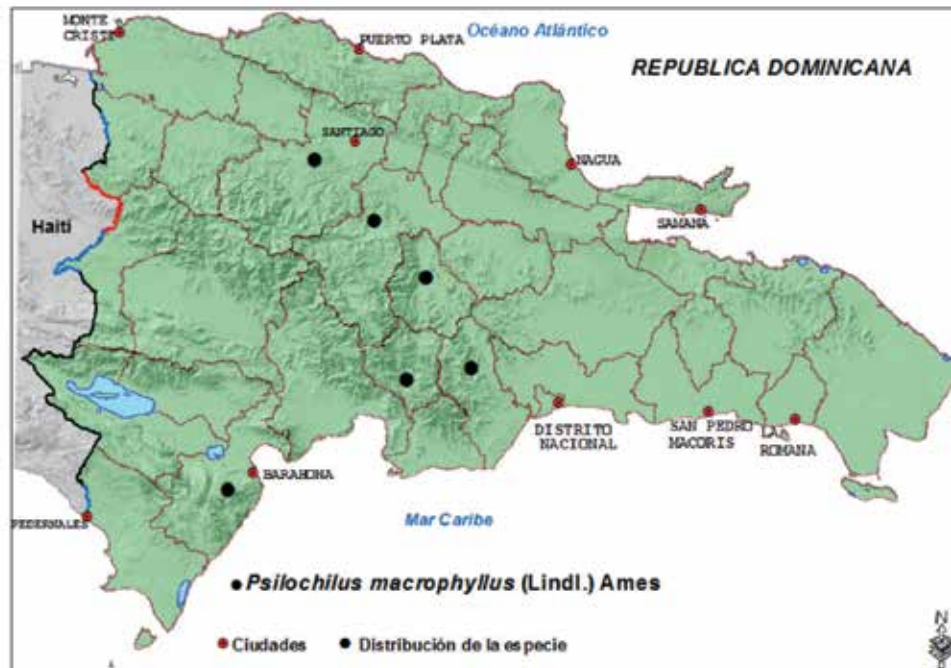 MONTE
CRISTI
PUERTO PLATA
Océano Atlántico
REPUBLICA DOMINICANA
SANTIAGO
NAGUA
SAMANA
Haití
DISTRITO
NACIONAL
SAN PEDRO
MACORIS
LA
ROMANA
BARAHONA
PEDERNALES
Mar Caribe
Psilochilus macrophyllus (Lindl.) Ames
Ciudades
Distribución de la especie
N